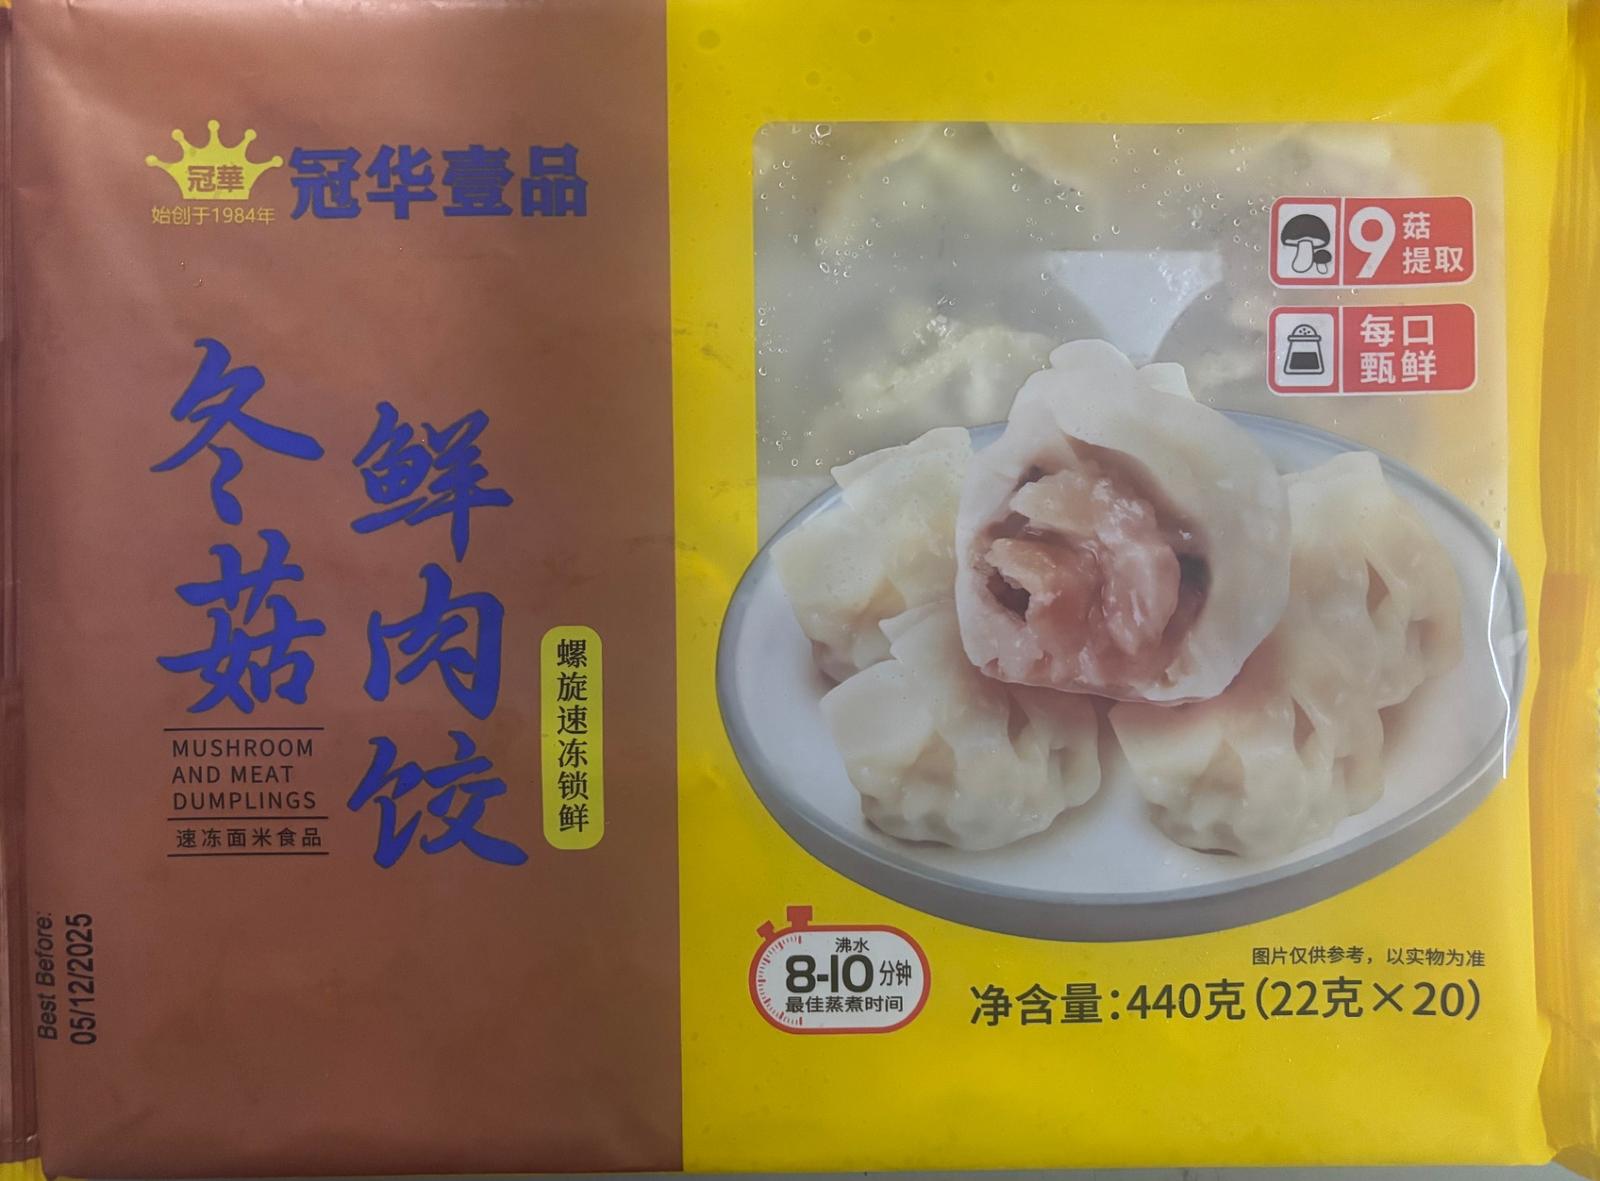 冠華
始创于1984年
冠华壹品
冬菇
鲜肉饺
MUSHROOM
AND MEAT
DUMPLINGS
速冻面米食品
螺旋速冻锁鲜
Best Before:
05/12/2025
9菇
提取
每口
甄鲜
沸水
8-10分钟
最佳蒸煮时间
图片仅供参考，以实物为准
净含量：440克（22克×20）